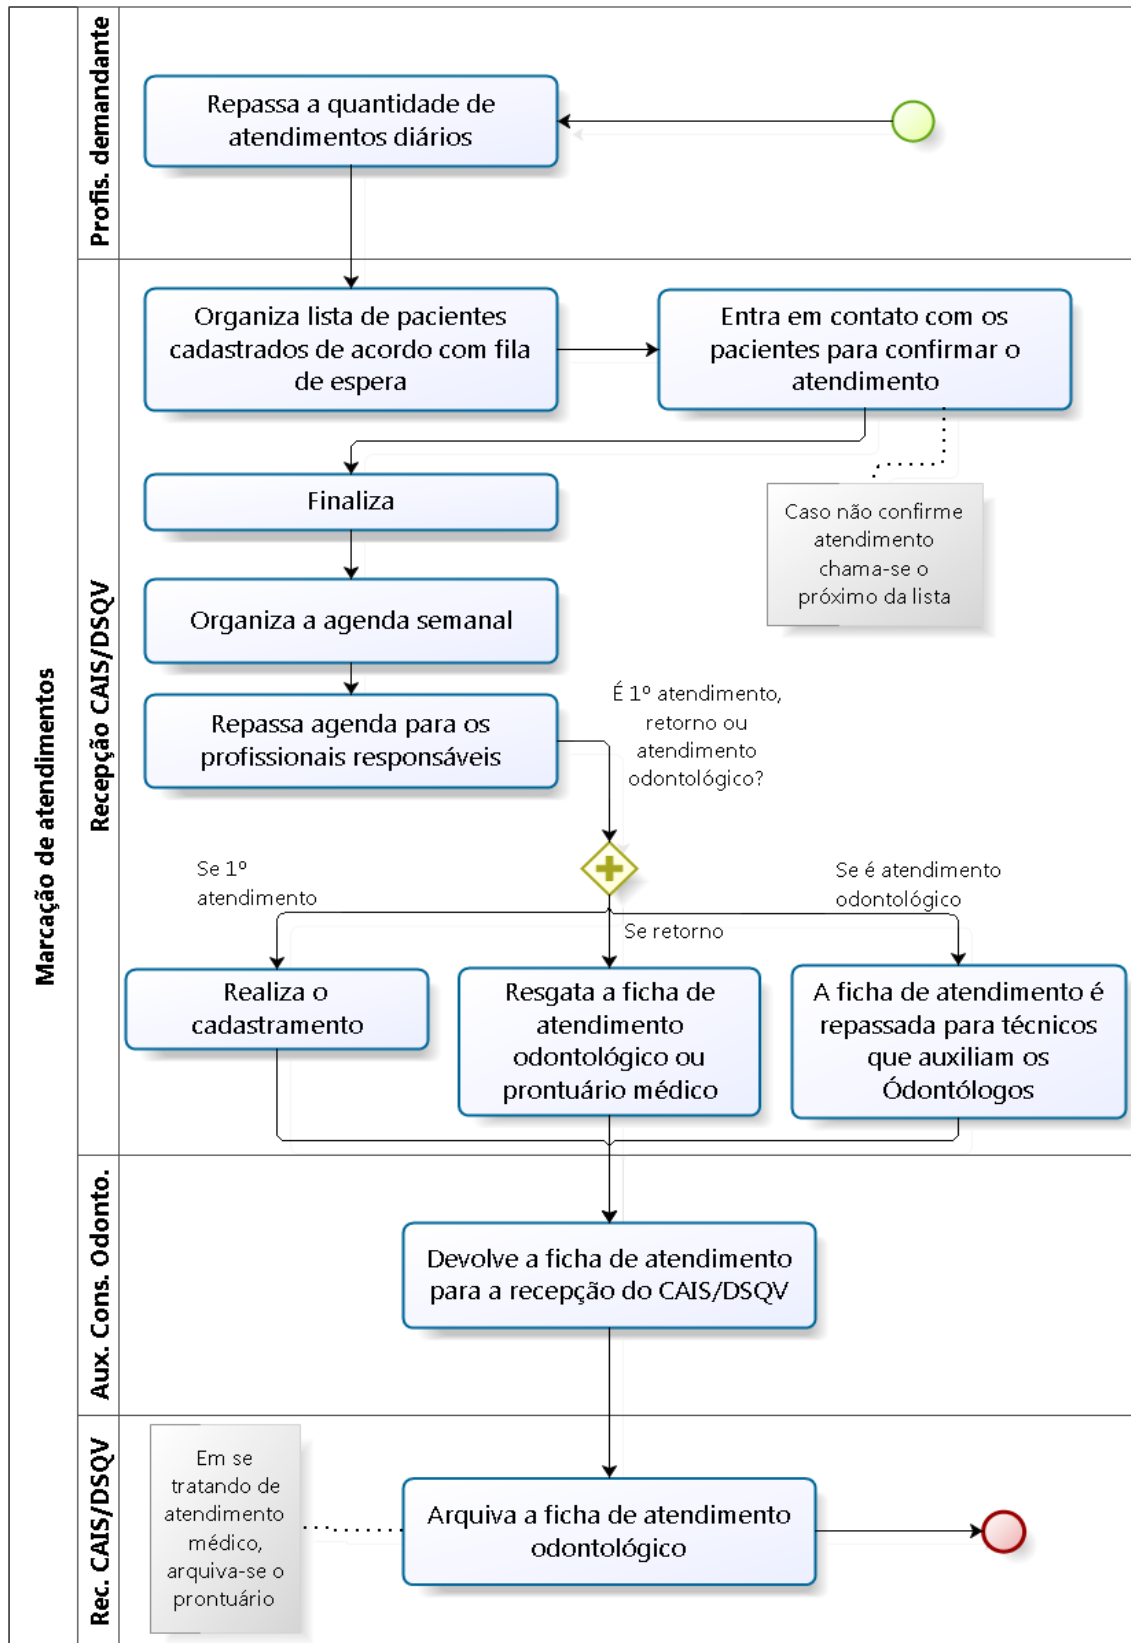 Marcação de atendimentos
Profis. demandante
Repassa a quantidade de
atendimentos diários
Recepção CAIS/DSQV
Organiza lista de pacientes
cadastrados de acordo com fila
de espera
Entra em contato com os
pacientes para confirmar o
atendimento
Caso não confirme
atendimento
chama-se o
próximo da lista
Finaliza
Organiza a agenda semanal
Repassa agenda para os
profissionais responsáveis
É 1º atendimento,
retorno ou
atendimento
odontológico?
Se 1º
atendimento
Se retorno
Se é atendimento
odontológico
Realiza o
cadastramento
Resgata a ficha de
atendimento
odontológico ou
prontuário médico
A ficha de atendimento é
repassada para técnicos
que auxiliam os
Ódontólogos
Aux. Cons. Odonto.
Devolve a ficha de atendimento
para a recepção do CAIS/DSQV
Rec. CAIS/DSQV
Em se
tratando de
atendimento
médico,
arquiva-se o
prontuário
Arquiva a ficha de atendimento
odontológico